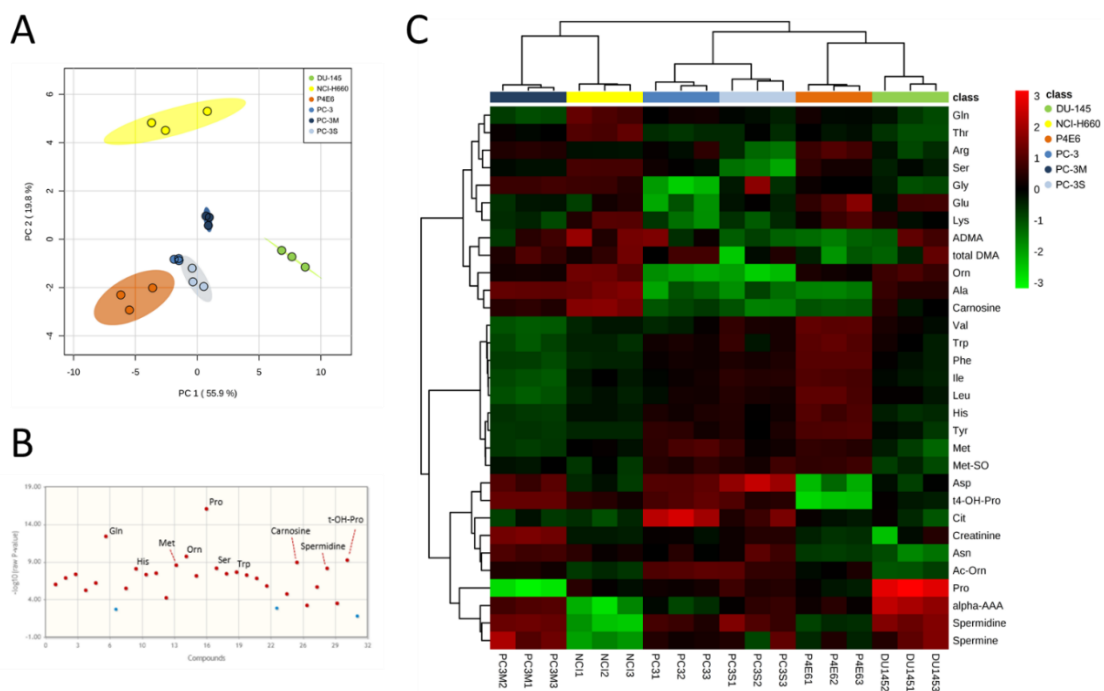 A
DU-145
NCI-H660
P4E6
PC-3
PC-3M
PC-3S
6
4
2
0
-2
-4
PC 2 ( 19.8 %)
-10
-5
0
5
10
PC 1 ( 55.9 %)
B
19.00
14.00
9.00
4.00
-1.00
-log10 (raw P-value)
Pro
Gln
Carnosine
t-OH-Pro
Met
Orn
His
Ser
Trp
Spermidine
0
3
6
10
13
16
19
22
26
29
32
Compounds
C
class
Gln
Thr
Arg
Ser
Gly
Glu
Lys
ADMA
total DMA
Orn
Ala
Carnosine
Val
Trp
Phe
Ile
Leu
His
Tyr
Met
Met-SO
Asp
t4-OH-Pro
Cit
Creatinine
Asn
Ac-Orn
Pro
alpha-AAA
Spermidine
Spermine
PC3M2
PC3M1
PC3M3
NCI1
NCI2
NCI3
PC31
PC32
PC33
PC3S1
PC3S2
PC3S3
P4E61
P4E62
P4E63
DU1452
DU1451
DU1453
3
2
1
0
-1
-2
-3
class
DU-145
NCI-H660
P4E6
PC-3
PC-3M
PC-3S